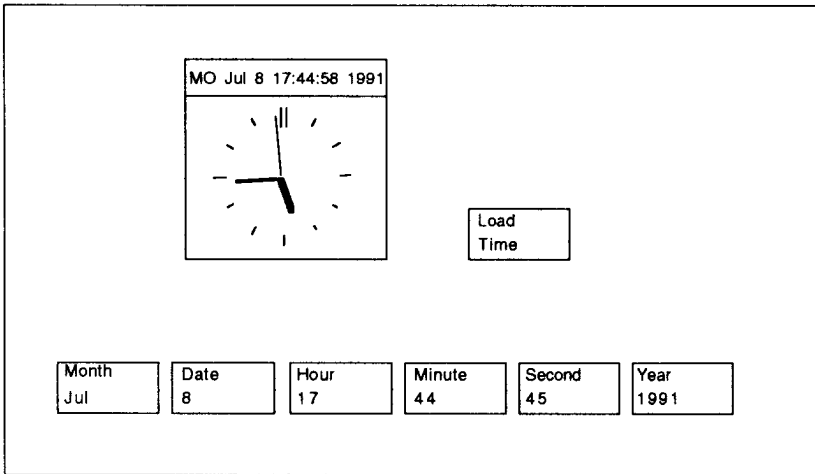 MO Jul 8 17:44:58 1991
Load
Time
Month
Jul
Date
8
Hour
17
Minute
44
Second
45
Year
1991